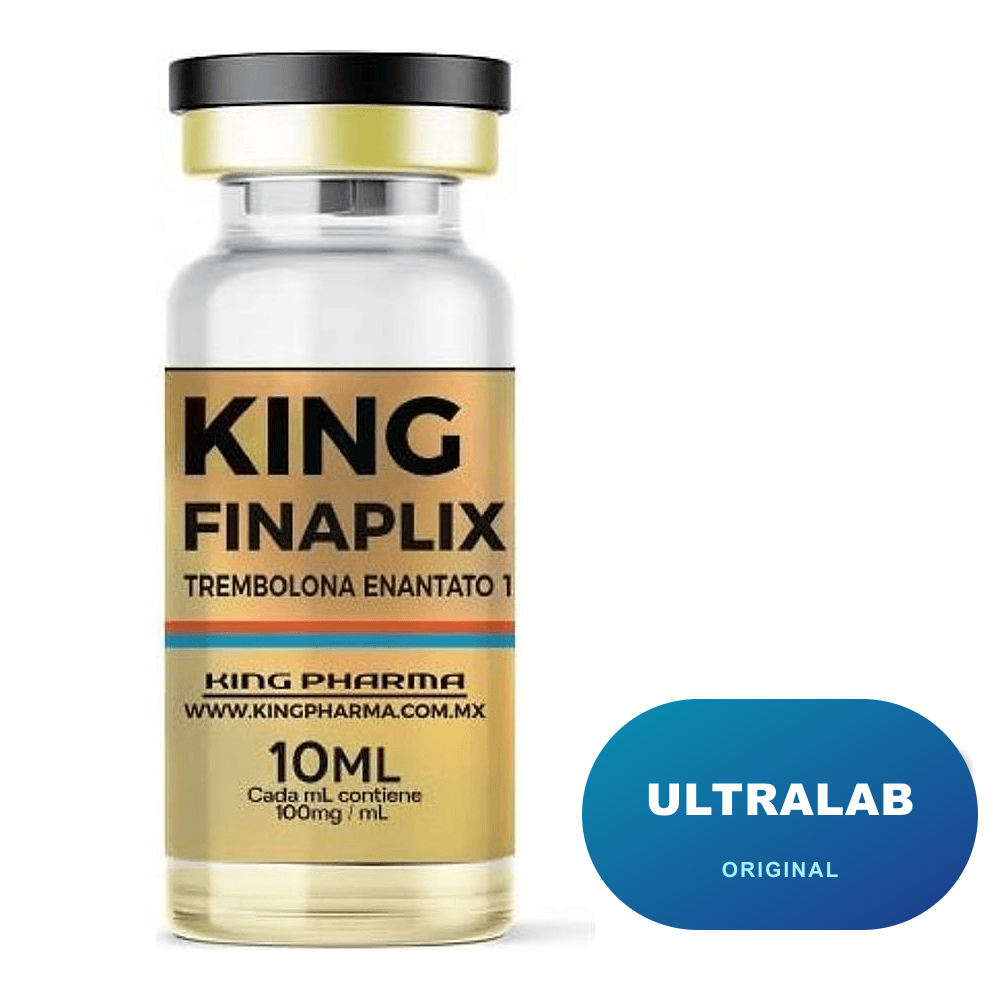 KING
FINAPLIX
TREMBOLONA ENANTATO 1
KING PHARMA
WWW.KINGPHARMA.COM.MX
10ML
Cada mL contiene
100mg / mL
ULTRALAB
ORIGINAL